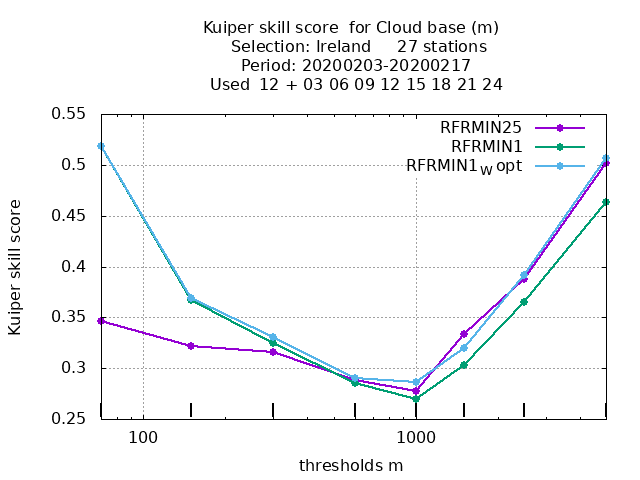 Kuiper skill score  for Cloud base (m)
Selection: Ireland     27 stations
Period: 20200203-20200217
Used  12 + 03 06 09 12 15 18 21 24
RFRMIN25
RFRMIN1
RFRMIN1w opt
Kuiper skill score
0.55
0.5
0.45
0.4
0.35
0.3
0.25
100
1000
thresholds m